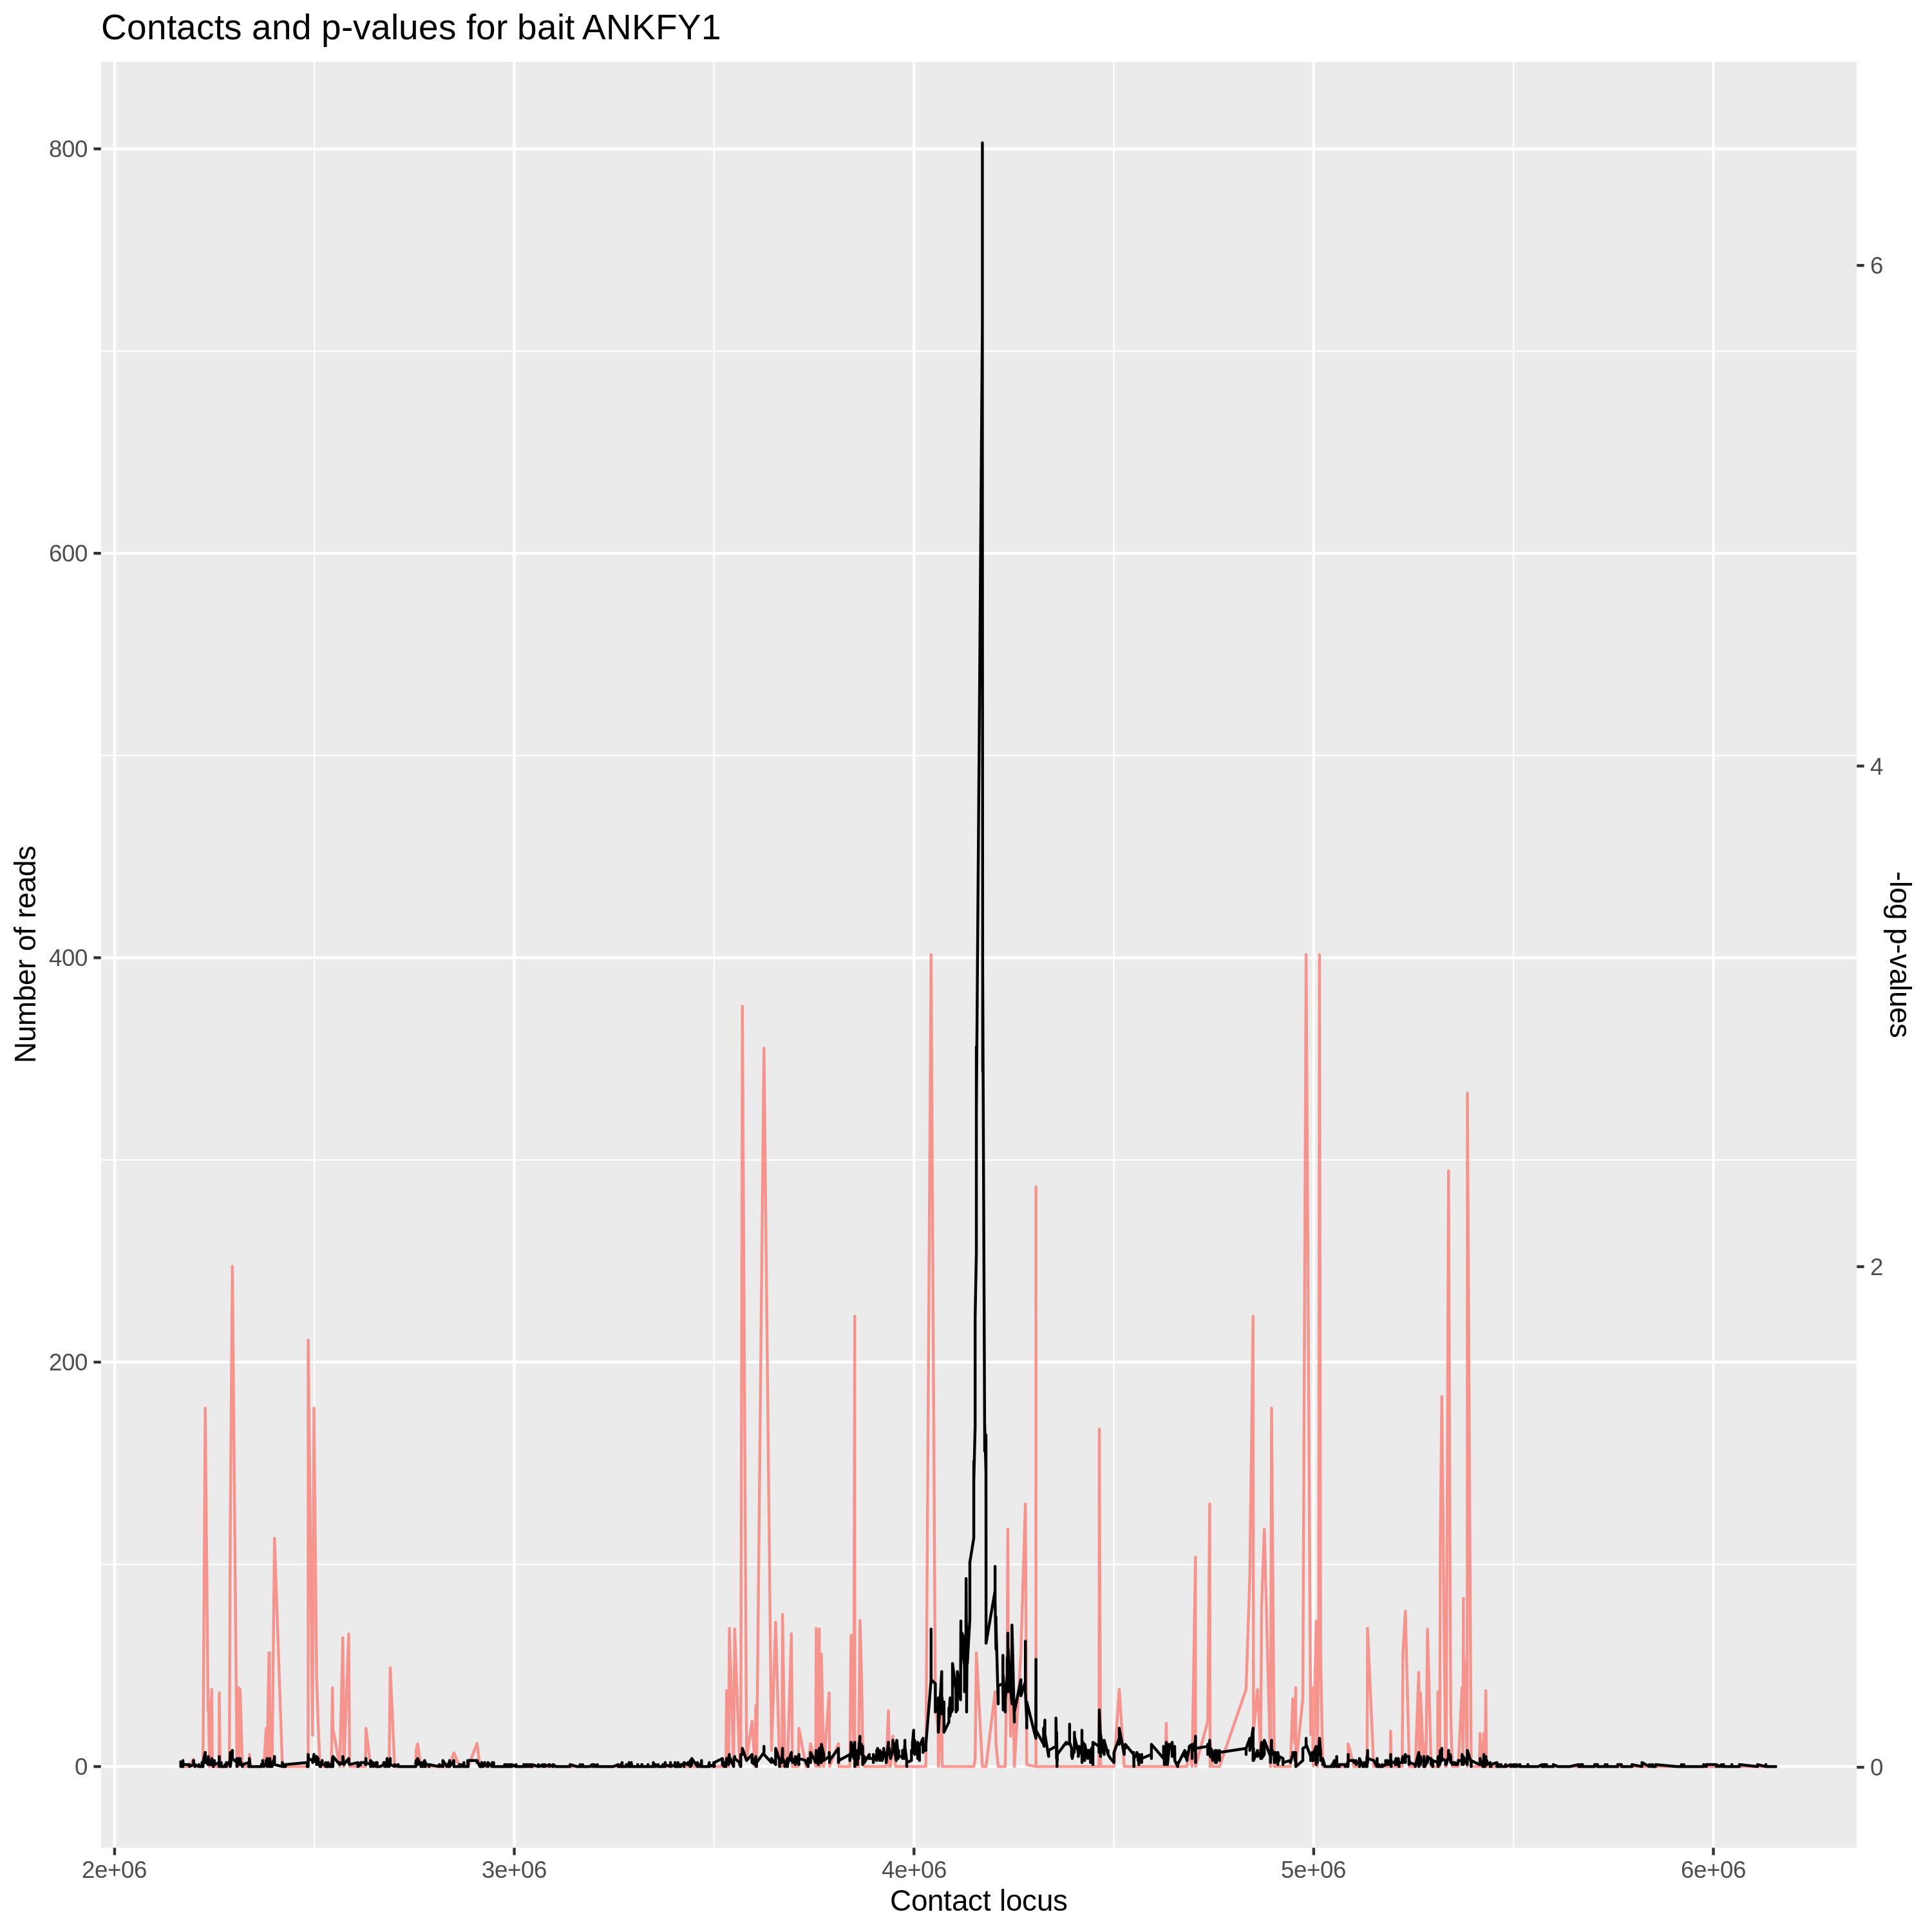 Contacts and p-values for bait ANKFY1
800
600
400
200
0
Number of reads
6
4
2
0
-log p-values
2e+06 3e+06 4e+06 5e+06 6e+06
Contact locus